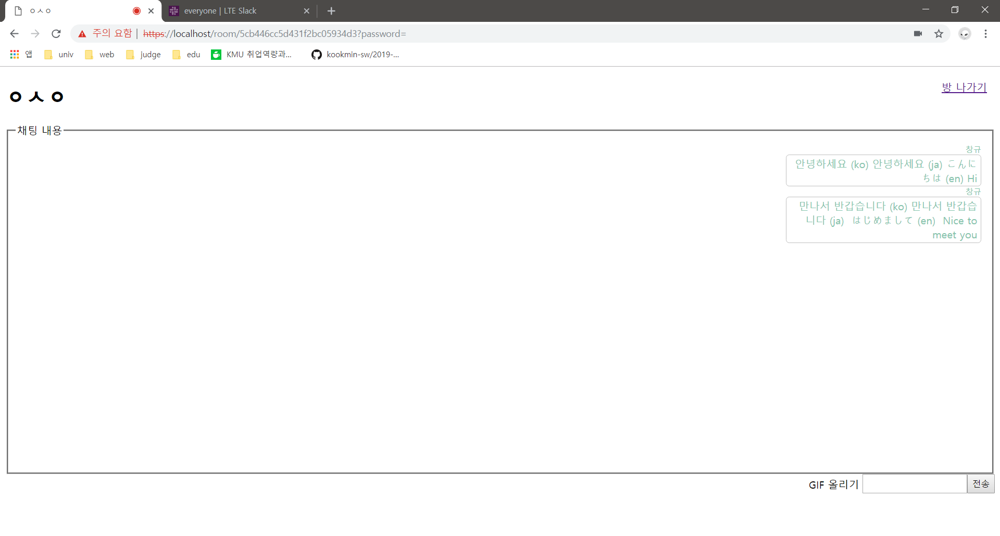 ㅇㅅㅇ
everyone | LTE Slack
주의 요함 | https://localhost/room/5cb446cc5d431f2bc05934d3?password=
앱 univ web judge edu KMU 취업역량과... kookmin-sw/2019-...
방 나가기
ㅇㅅㅇ
채팅 내용
창규
안녕하세요 (ko) 안녕하세요 (ja) こんに
ちは (en) Hi
창규
만나서 반갑습니다 (ko) 만나서 반갑습
니다 (ja) はじめまして (en) Nice to
meet you
GIF 올리기 전송